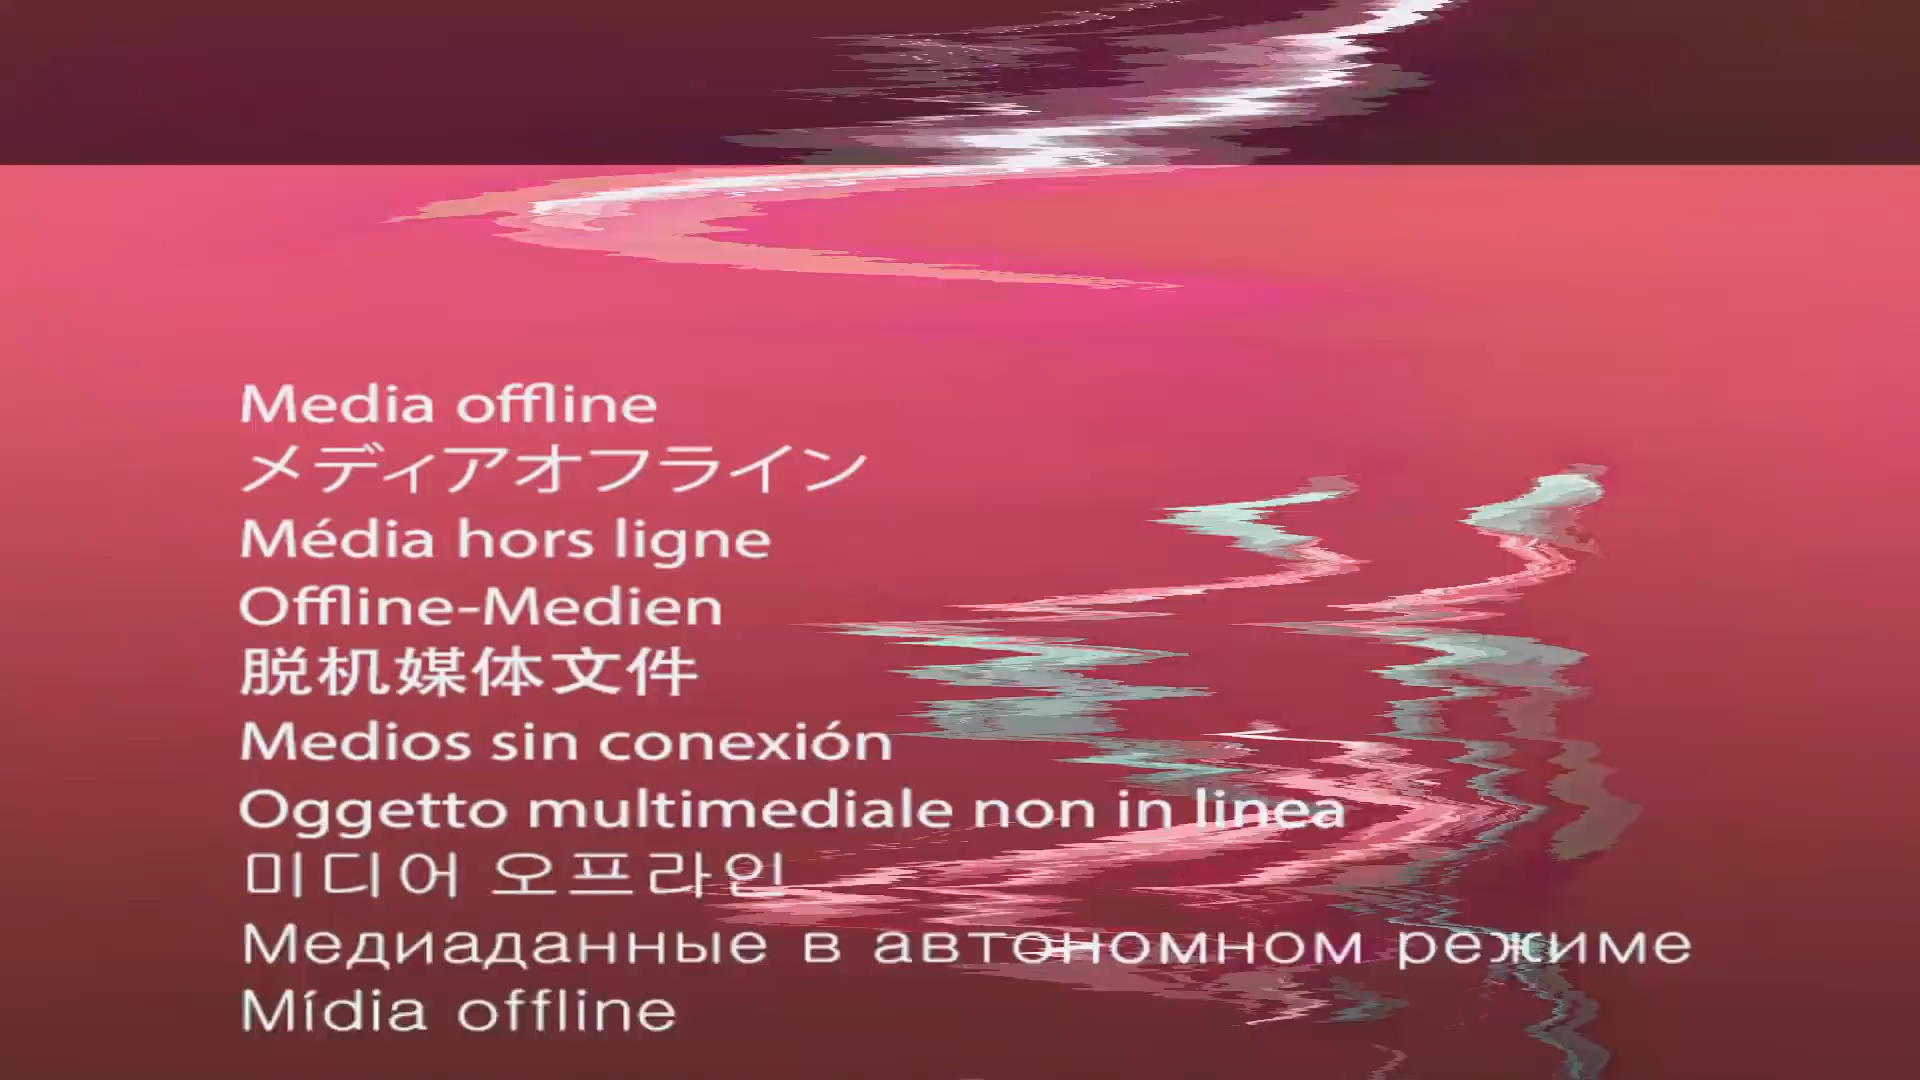 Media offline
メディアオフライン
Média hors ligne
Offline-Medien
脱机媒体文件
Medios sin conexión
Oggetto multimediale non in linea
미디어 오프라인
Медиаданные в автономном режиме
Mídia offline